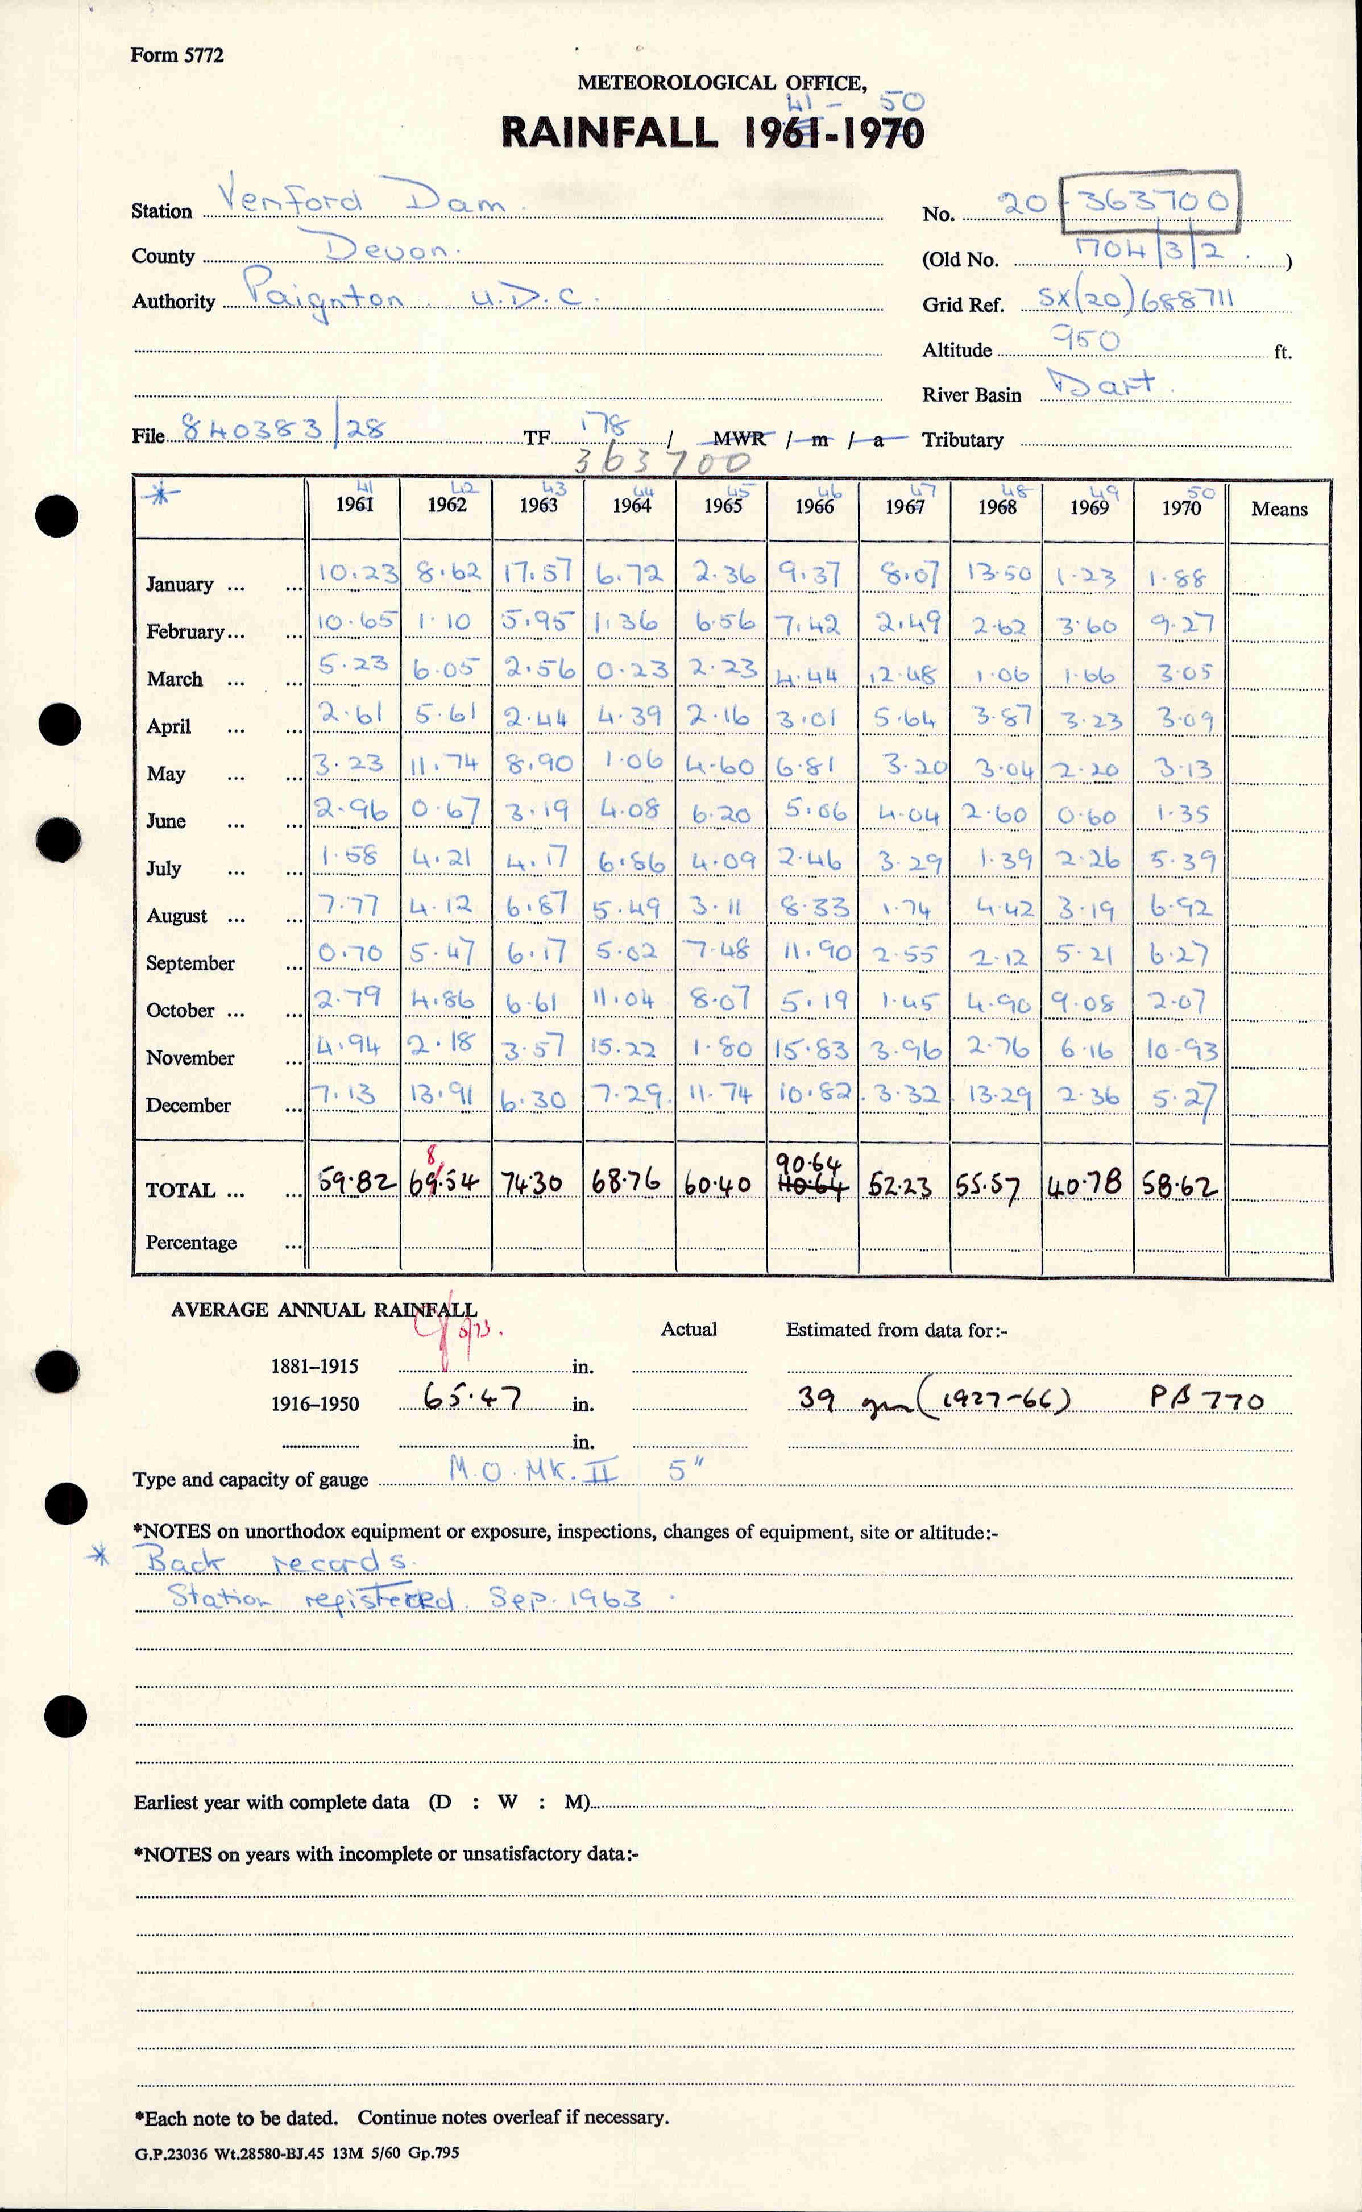 Form 5772
METEOROLOGICAL OFFICE,
41 - 50
RAINFALL 1961-1970
Station Venford Dam No. 20 363700
County Devon. (Old No. 1704/3/2. )
Authority Paignton U.D.C. Grid Ref. SX(20)688711
Altitude 950 ft.
River Basin Dart.
File 840383/28 TF 178 / MWR / m / a Tributary
363700
* 41 42 43 44 45 46 47 48 49 50
1961 1962 1963 1964 1965 1966 1967 1968 1969 1970 Means
January ... ... 10.23 8.62 17.57 6.72 2.36 9.37 8.07 13.50 1.23 1.88
February... ... 10.65 1.10 5.95 1.36 6.56 7.42 2.49 2.62 3.60 9.27
March ... ... 5.23 6.05 2.56 0.23 2.23 4.44 12.48 1.06 1.66 3.05
April ... ... 2.61 5.61 2.44 4.39 2.16 3.01 5.64 3.87 3.23 3.09
May ... ... 3.23 11.74 8.90 1.06 4.60 6.81 3.20 3.04 2.20 3.13
June ... ... 2.96 0.67 3.19 4.08 6.20 5.06 4.04 2.60 0.60 1.35
July ... ... 1.58 4.21 4.17 6.86 4.09 2.46 3.29 1.39 2.26 5.39
August ... ... 7.77 4.12 6.87 5.49 3.11 8.33 1.74 4.42 3.19 6.92
September ... 0.70 5.47 6.17 5.02 7.48 11.90 2.55 2.12 5.21 6.27
October ... ... 2.79 4.86 6.61 11.04 8.07 5.19 1.45 4.90 9.08 2.07
November ... 4.94 2.18 3.57 15.22 1.80 15.83 3.96 2.76 6.16 10.93
December ... 7.13 13.91 6.30 7.29 11.74 10.82 3.32 13.29 2.36 5.27
8 90.64
TOTAL ... ... 59.82 69.54 74.30 68.76 60.40 40.64 52.23 55.57 40.78 58.62
Percentage ...
AVERAGE ANNUAL RAINFALL
5/73.
Actual Estimated from data for:-
1881–1915 in.
1916–1950 65.47 in. 39 gm (1927-66) PB 770
in.
Type and capacity of gauge M.O. MK. II 5"
*NOTES on unorthodox equipment or exposure, inspections, changes of equipment, site or altitude:-
* Back records.
Station registered. Sep. 1963.
Earliest year with complete data (D : W : M)
*NOTES on years with incomplete or unsatisfactory data:-
*Each note to be dated. Continue notes overleaf if necessary.
G.P.23036 Wt.28580-BJ.45 13M 5/60 Gp.795